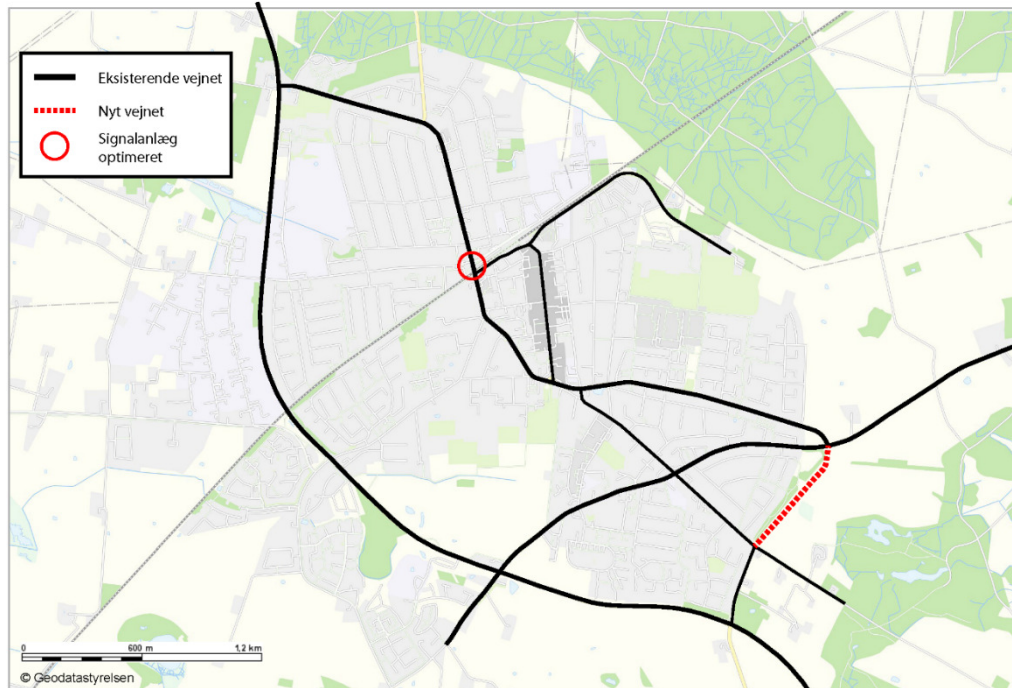 Eksisterende vejnet
Nyt vejnet
Signalanlæg
optimeret
0 600 m 1,2 km
© Geodatastyrelsen